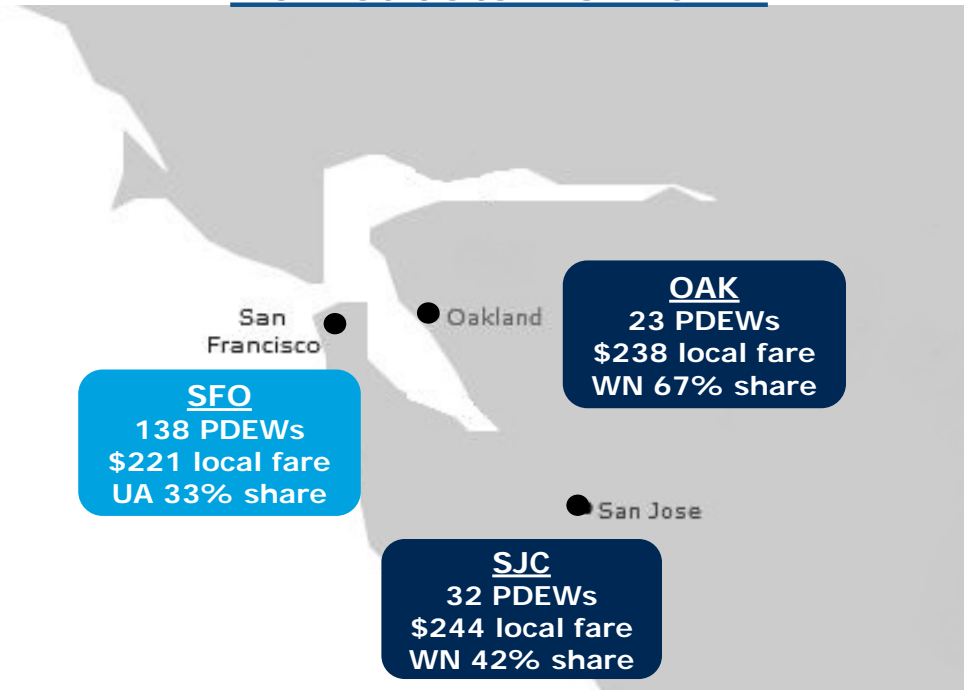 San
Francisco
Oakland
OAK
23 PDEWs
$238 local fare
WN 67% share
SFO
138 PDEWs
$221 local fare
UA 33% share
San Jose
SJC
32 PDEWs
$244 local fare
WN 42% share